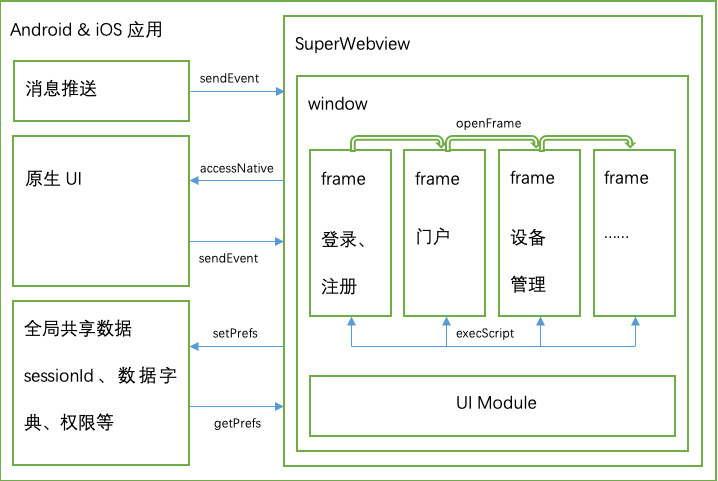 Android & iOS 应用
SuperWebview
消息推送
sendEvent
window
openFrame
原生 UI
accessNative
sendEvent
frame
登录、
注册
frame
门户
frame
设备
管理
frame
……
execScript
全局共享数据
sessionId 、数据字
典、权限等
setPrefs
getPrefs
UI Module